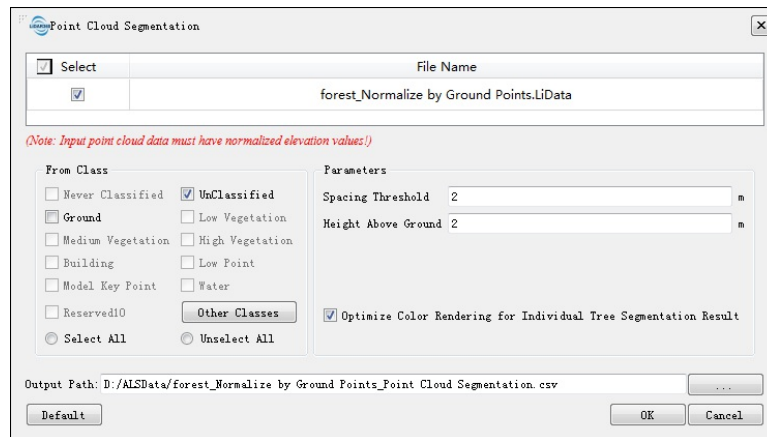 Point Cloud Segmentation
Select File Name
forest_Normalize by Ground Points.LiData
(Note: Input point cloud data must have normalized elevation values!)
From Class
Never Classified UnClassified
Ground Low Vegetation
Medium Vegetation High Vegetation
Building Low Point
Model Key Point Water
Reserved10 Other Classes
Select All Unselect All
Parameters
Spacing Threshold 2 m
Height Above Ground 2 m
Optimize Color Rendering for Individual Tree Segmentation Result
Output Path: D:/ALSData/forest_Normalize by Ground Points_Point Cloud Segmentation.csv ...
Default OK Cancel